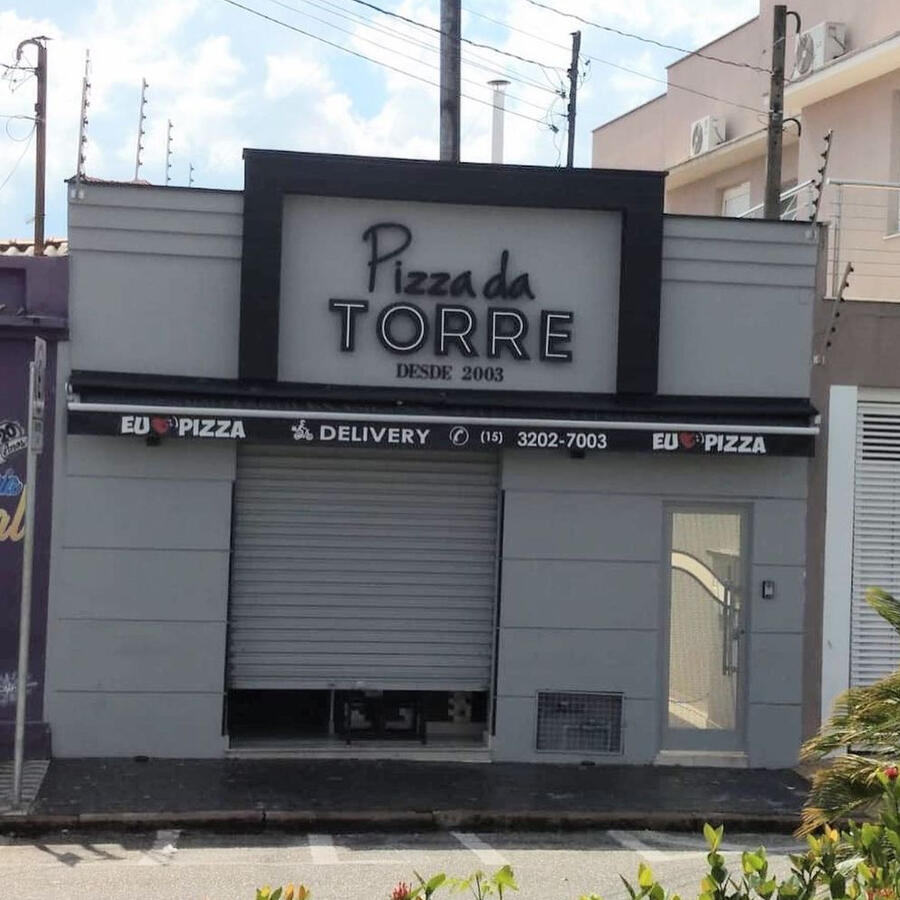 Pizza da
TORRE
DESDE 2003
EU PIZZA DELIVERY (15) 3202-7003 EU PIZZA